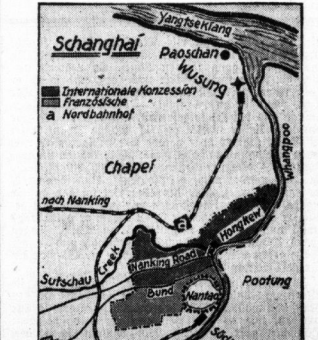 Yangtsekiang
Schanghai
Paoschan
Wusung
Internationale Konzession
Französische "
a Nordbahnhof
Whangpoo
Chapei
nach Nanking
a
Hongkew
Creek
Nanking Road
Sutschau
Bund
Nantao
Pootung